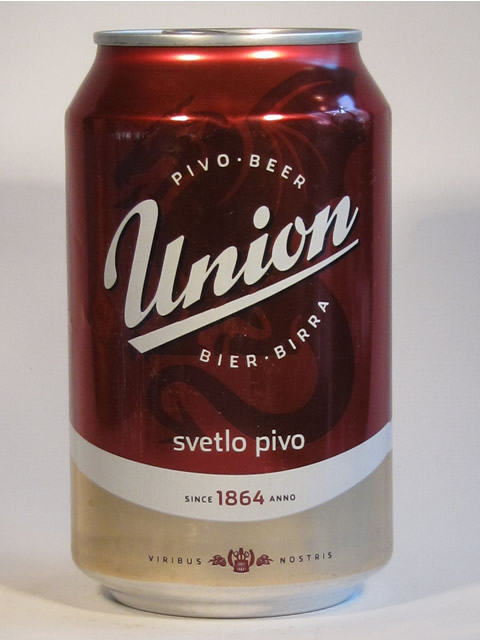 PIVO·BEER
Union
BIER·BIRRA
svetlo pivo
SINCE 1864 ANNO
VIRIBUS NOSTRIS